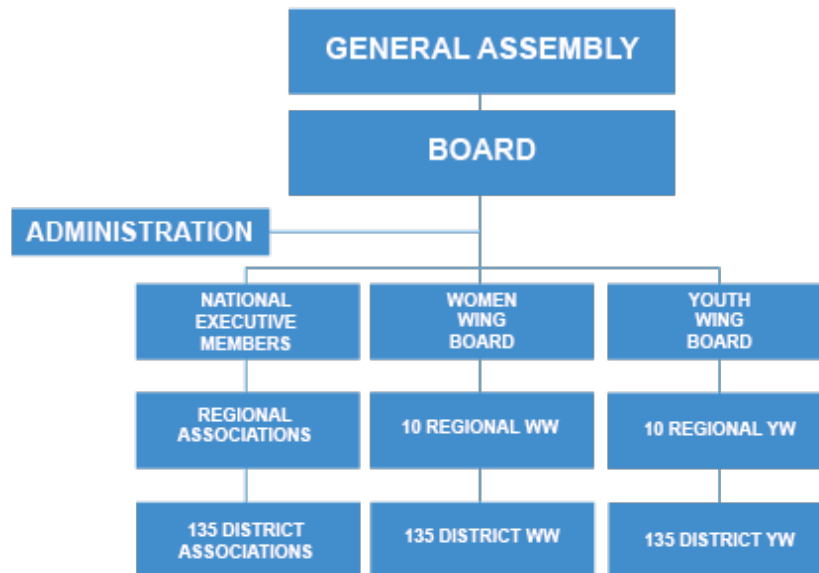 GENERAL ASSEMBLY
BOARD
ADMINISTRATION
NATIONAL
EXECUTIVE
MEMBERS
WOMEN
WING
BOARD
YOUTH
WING
BOARD
REGIONAL
ASSOCIATIONS
10 REGIONAL WW
10 REGIONAL YW
135 DISTRICT
ASSOCIATIONS
135 DISTRICT WW
135 DISTRICT YW